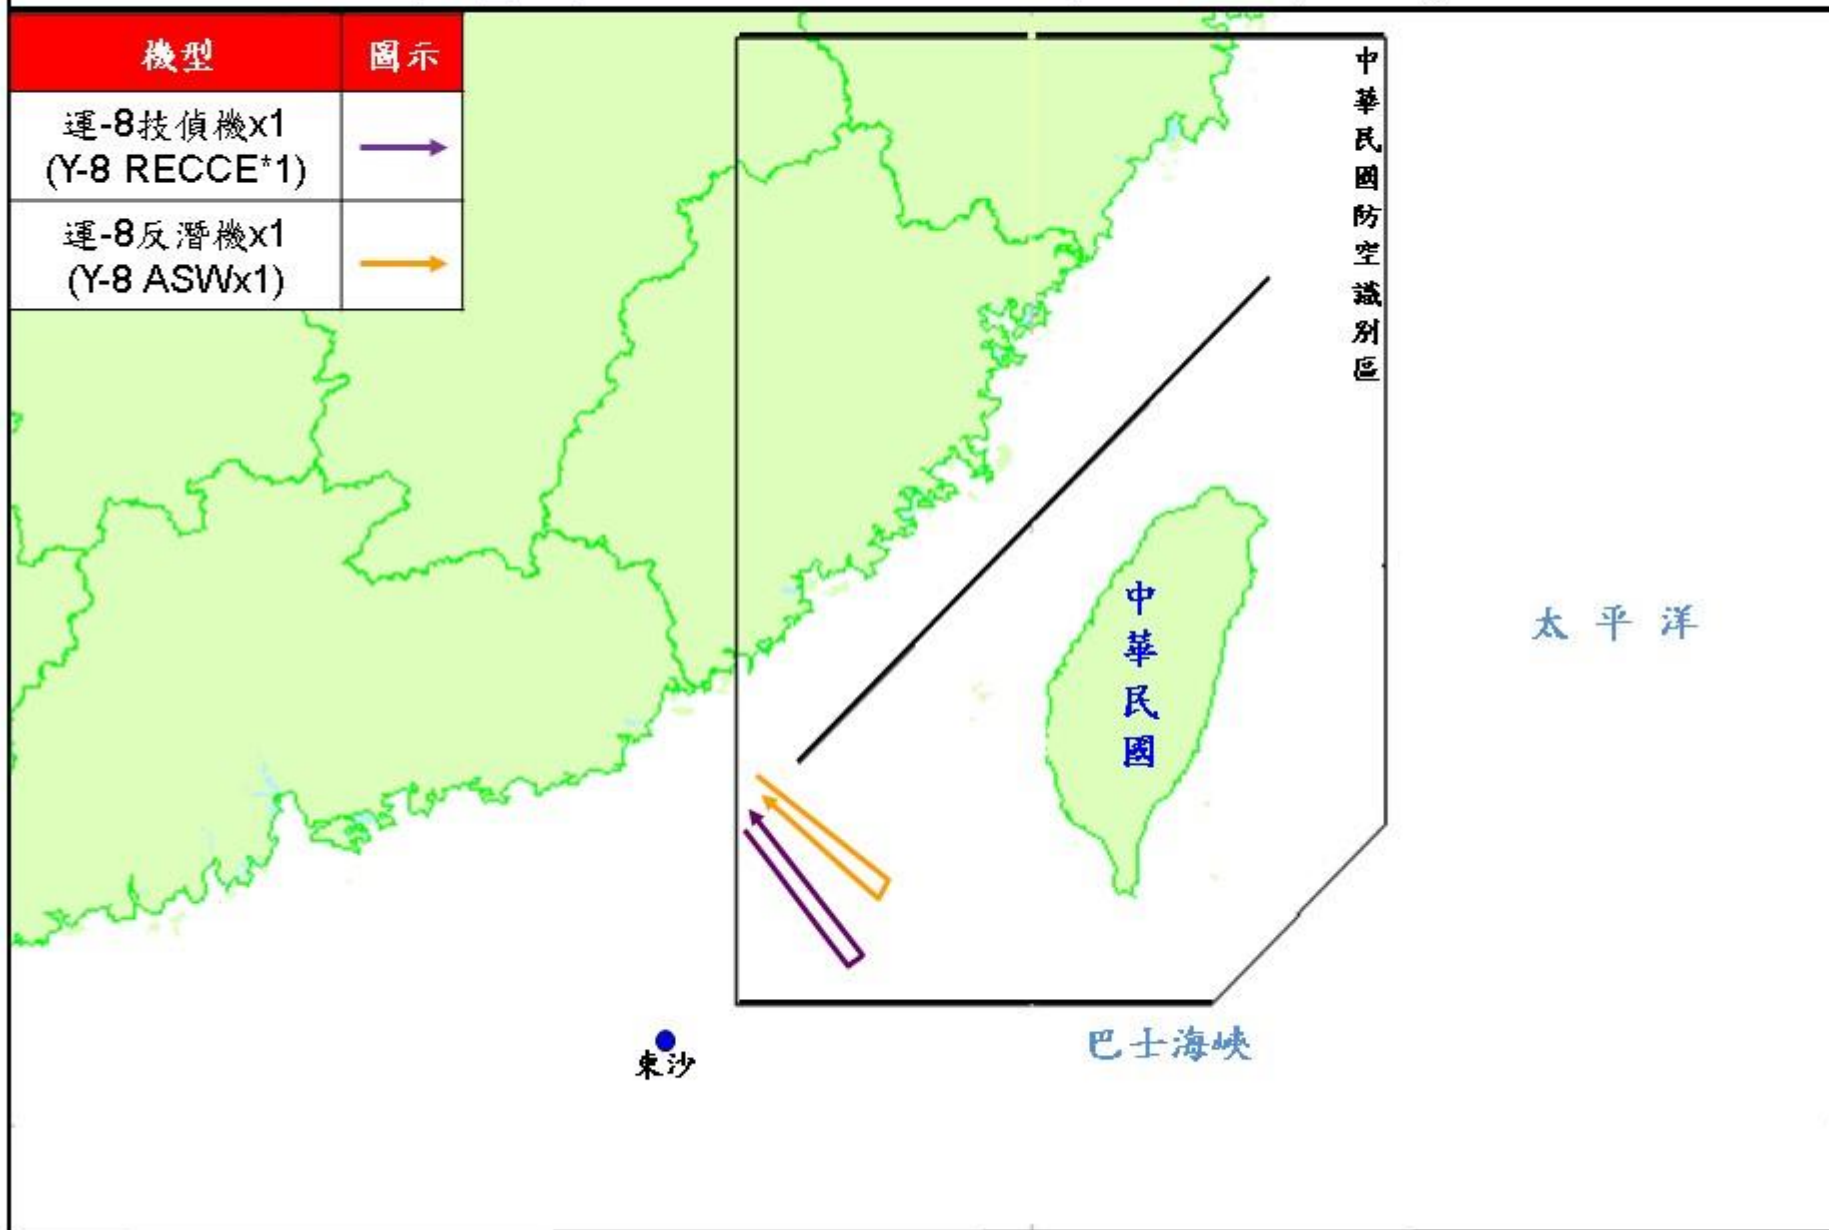 機型 圖示
運-8技偵機x1
(Y-8 RECCE*1)
運-8反潛機x1
(Y-8 ASWx1)
中華民國防空識別區
中華民國
太平洋
巴士海峽
東沙